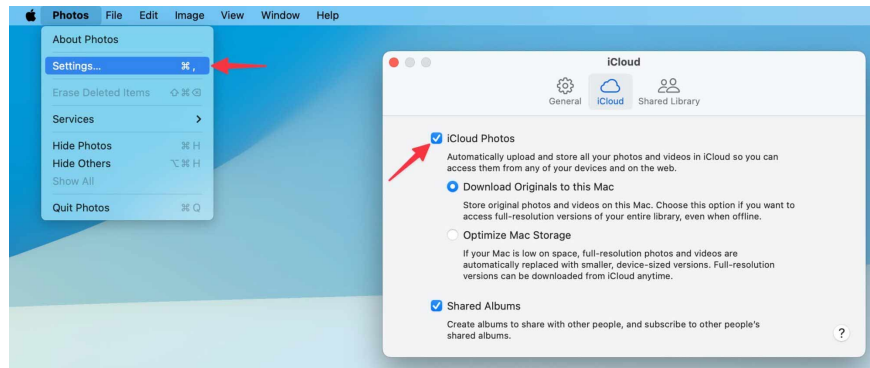 Photos File Edit Image View Window Help
About Photos
Settings... ⌘ ,
Erase Deleted Items ⇧⌘⌫
Services >
Hide Photos ⌘ H
Hide Others ⌥⌘ H
Show All
Quit Photos ⌘ Q
iCloud
General iCloud Shared Library
iCloud Photos
Automatically upload and store all your photos and videos in iCloud so you can
access them from any of your devices and on the web.
Download Originals to this Mac
Store original photos and videos on this Mac. Choose this option if you want to
access full-resolution versions of your entire library, even when offline.
Optimize Mac Storage
If your Mac is low on space, full-resolution photos and videos are
automatically replaced with smaller, device-sized versions. Full-resolution
versions can be downloaded from iCloud anytime.
Shared Albums
Create albums to share with other people, and subscribe to other people's
shared albums.
?